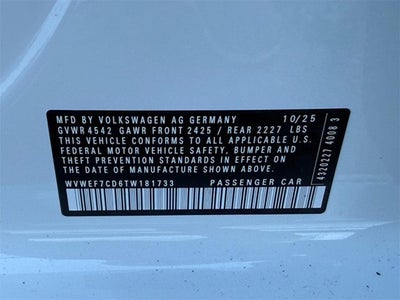 MFD BY VOLKSWAGEN AG GERMANY 10/25
GVWR 4542 GAWR FRONT 2425 / REAR 2227 LBS
THIS VEHICLE CONFORMS TO ALL APPLICABLE U.S.
FEDERAL MOTOR VEHICLE SAFETY, BUMPER AND
THEFT PREVENTION STANDARDS IN EFFECT ON THE
DATE OF MANUFACTURE SHOWN ABOVE
WVWEF7CD6TW181733 PASSENGER CAR
4320227 4008 3